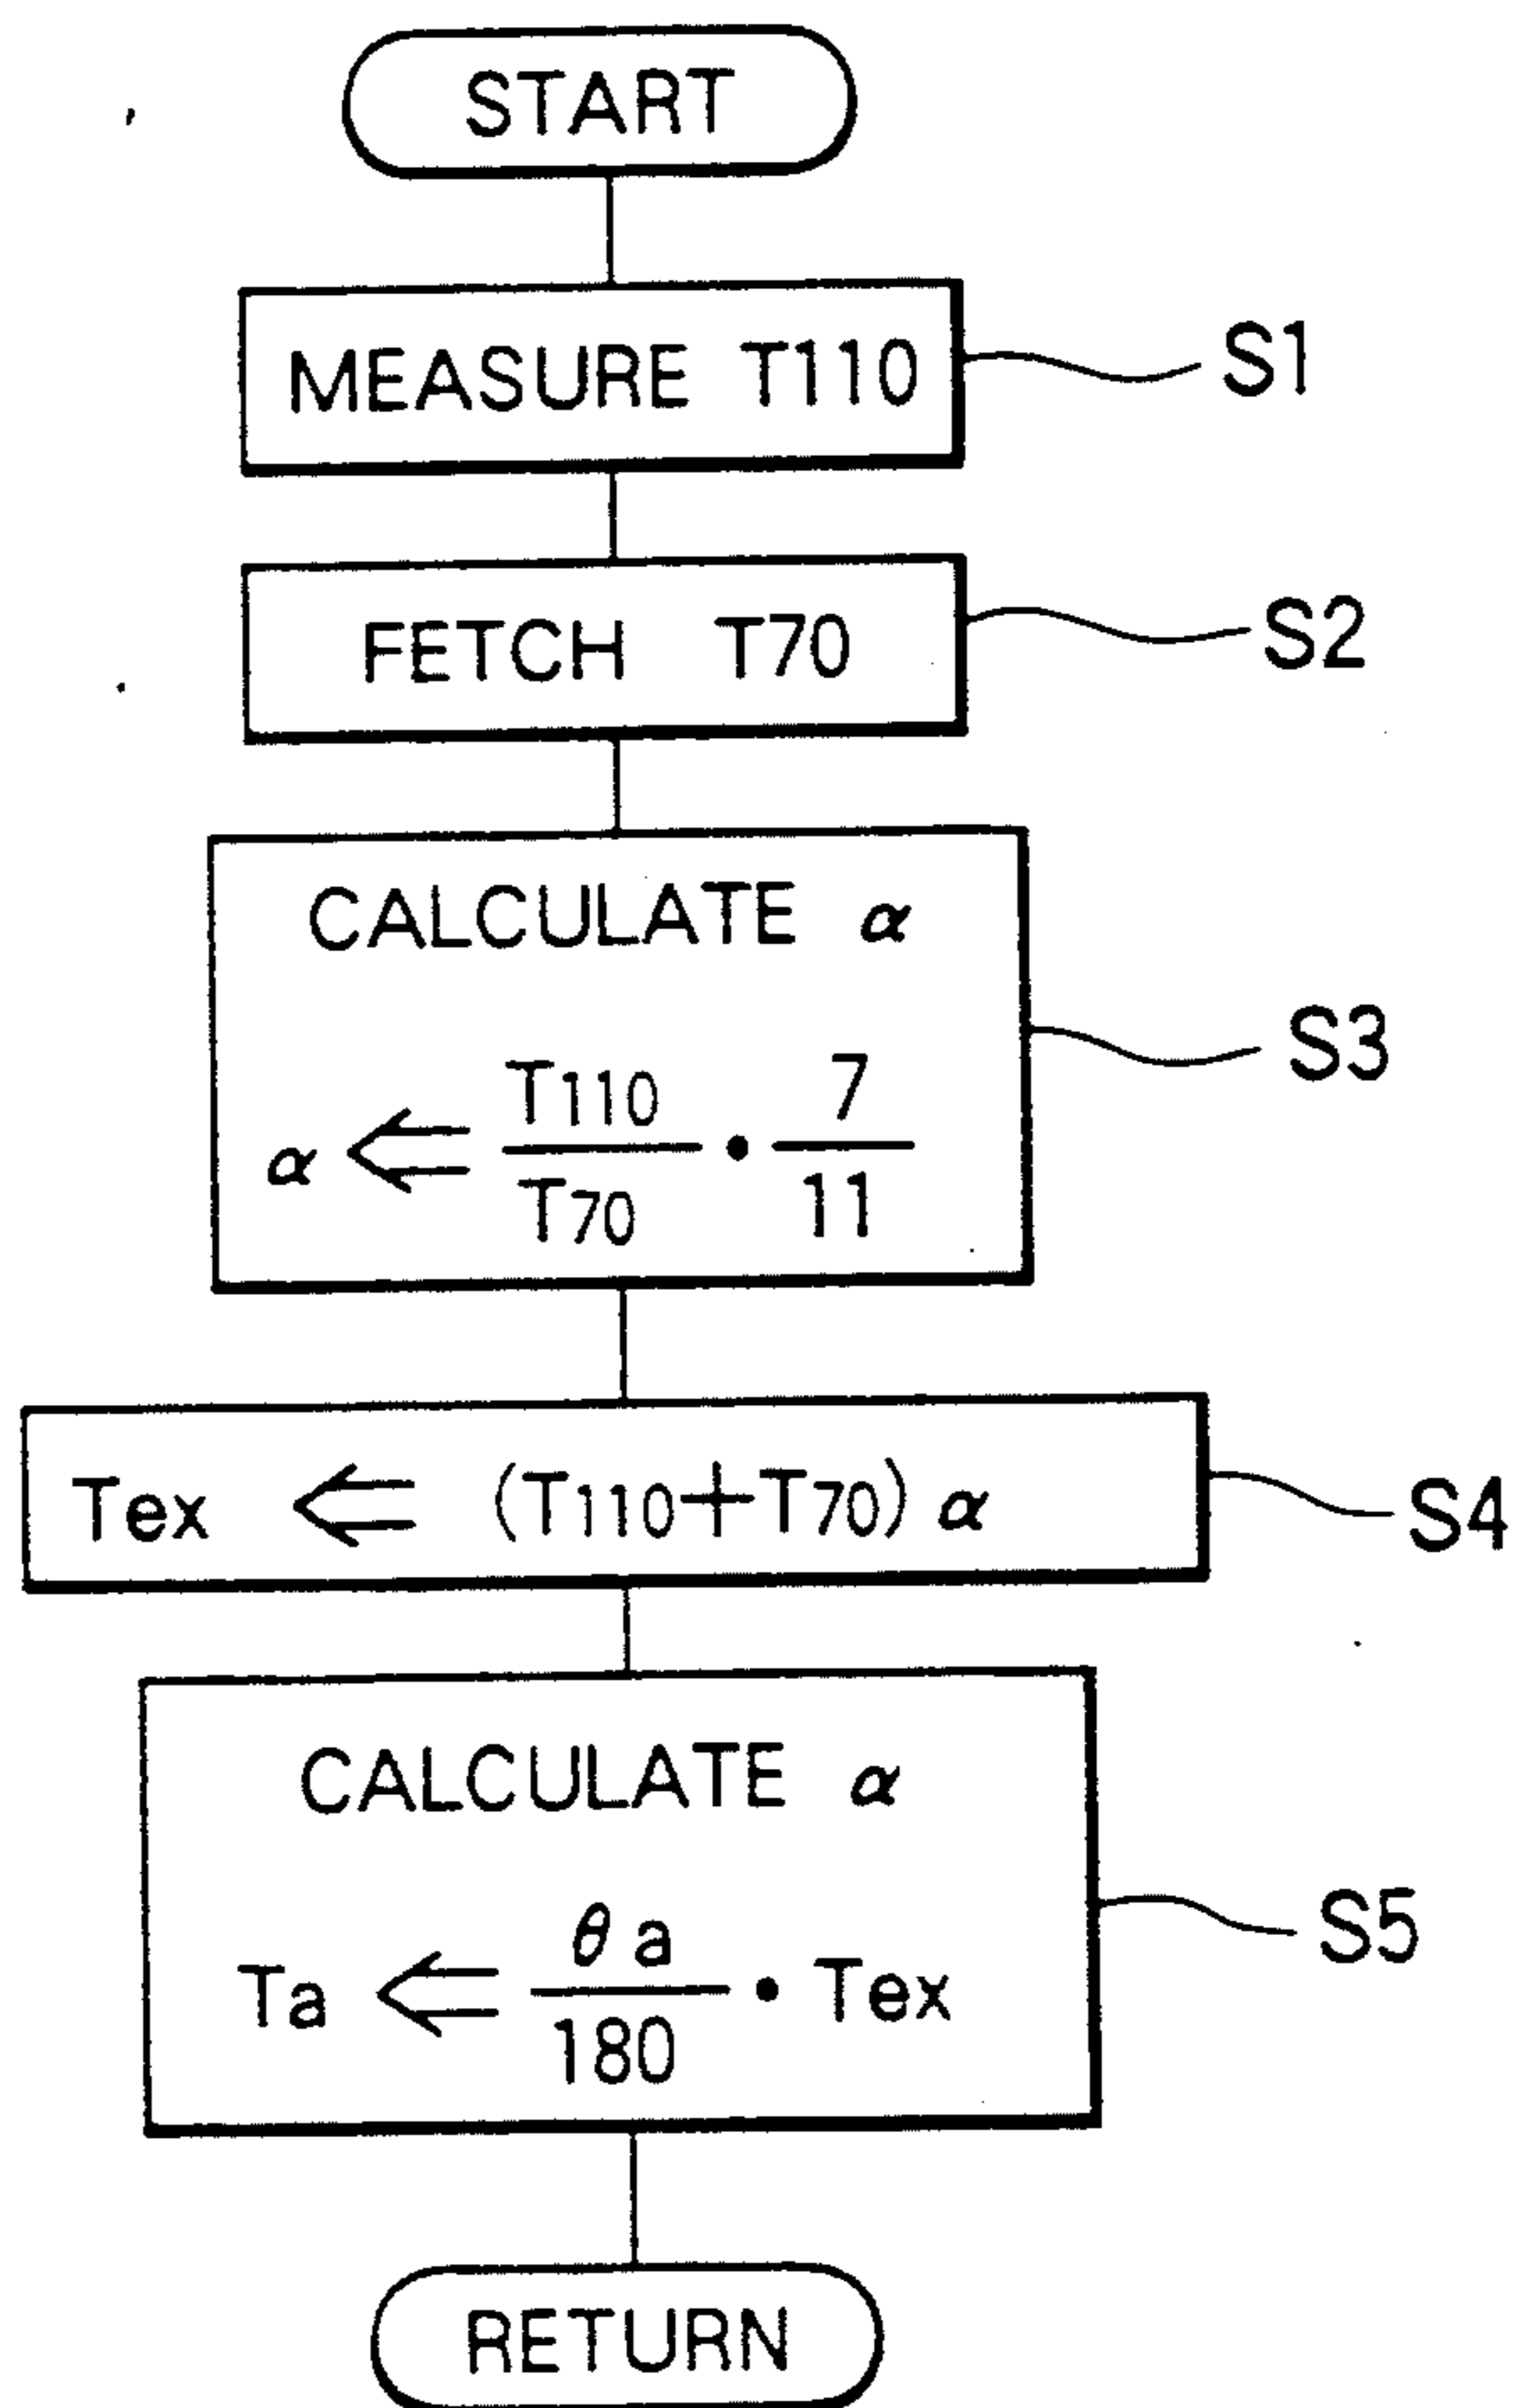 START
MEASURE T110 S1
FETCH T70 S2
CALCULATE α
α ⇐ T110/T70 • 7/11 S3
Tex ⇐ (T110+T70) α S4
CALCULATE α
Ta ⇐ θa/180 • Tex S5
RETURN